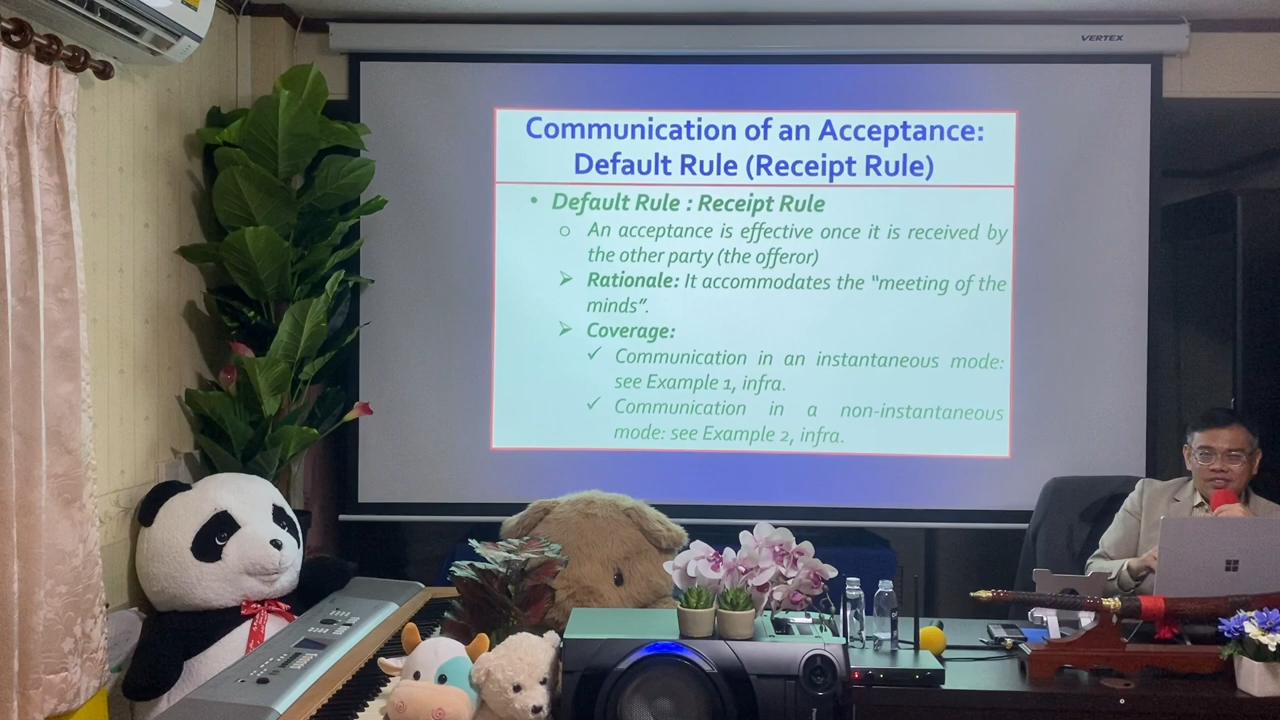 VERTEX
Communication of an Acceptance:
Default Rule (Receipt Rule)
• Default Rule : Receipt Rule
o An acceptance is effective once it is received by
the other party (the offeror)
➢ Rationale: It accommodates the “meeting of the
minds”.
➢ Coverage:
✓ Communication in an instantaneous mode:
see Example 1, infra.
✓ Communication in a non-instantaneous
mode: see Example 2, infra.